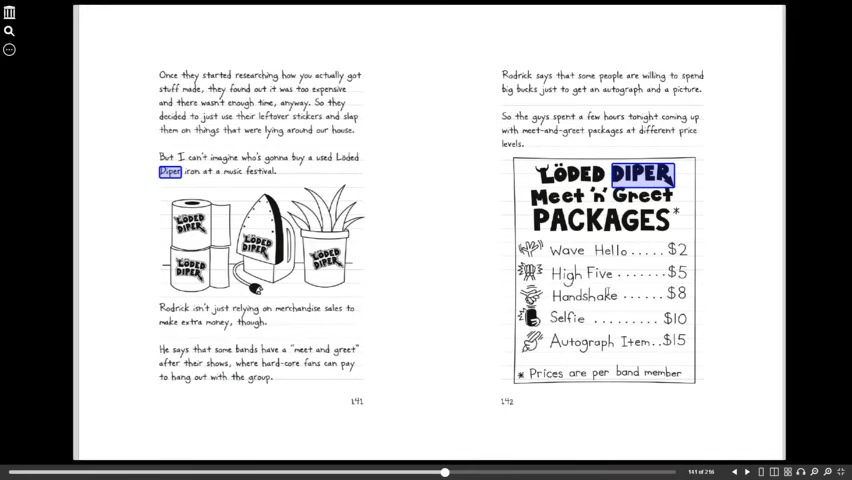 Once they started researching how you actually got
stuff made, they found out it was too expensive
and there wasn't enough time, anyway. So they
decided to just use their leftover stickers and slap
them on things that were lying around our house.
But I can't imagine who's gonna buy a used Löded
Diper iron at a music festival.
LÖDED
DIPER
LÖDED
DIPER
LÖDED
DIPER
LÖDED
DIPER
Rodrick isn't just relying on merchandise sales to
make extra money, though.
He says that some bands have a "meet and greet"
after their shows, where hard-core fans can pay
to hang out with the group.
141
Rodrick says that some people are willing to spend
big bucks just to get an autograph and a picture.
So the guys spent a few hours tonight coming up
with meet-and-greet packages at different price
levels.
LÖDED DIPER
Meet 'n' Greet
PACKAGES*
Wave Hello..... $2
High Five ....... $5
Handshake ...... $8
Selfie ......... $10
Autograph Item.. $15
* Prices are per band member
142
141 of 216